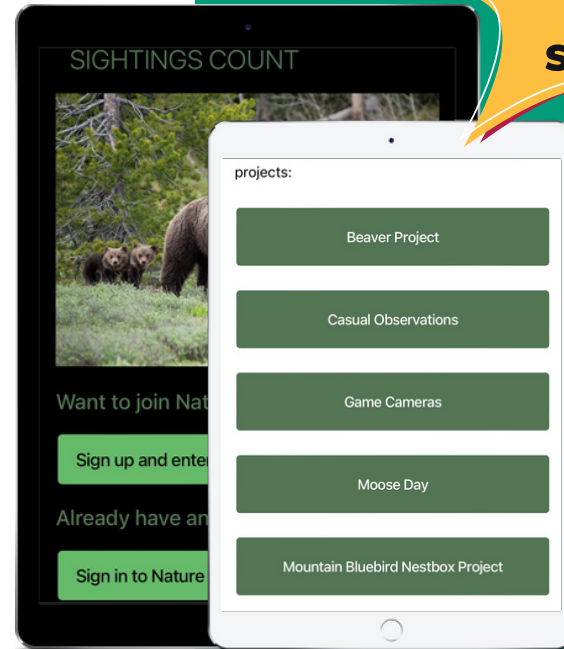 SIGHTINGS COUNT
Want to join Nat
Sign up and enter
Already have an
Sign in to Nature
projects:
Beaver Project
Casual Observations
Game Cameras
Moose Day
Mountain Bluebird Nestbox Project